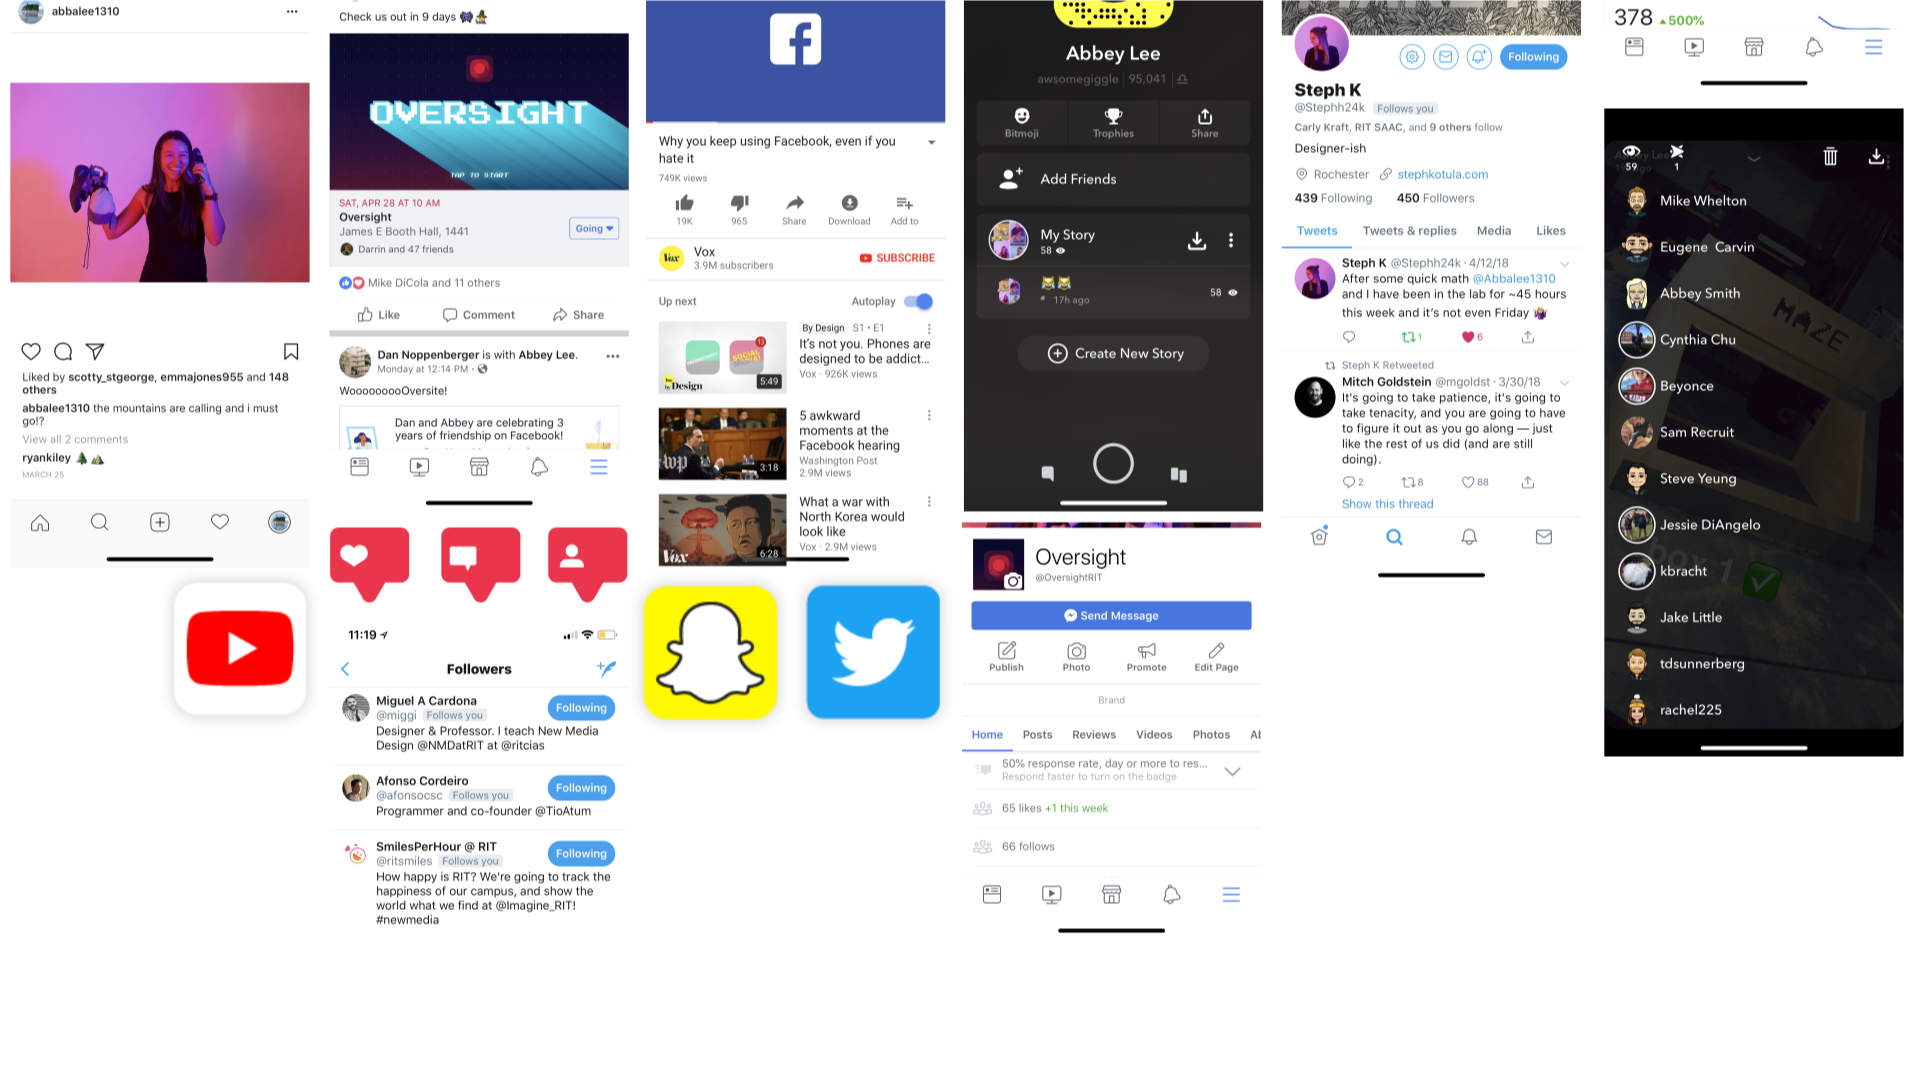 abbalee1310
Liked by scotty_stgeorge, emmajones955 and 148
others
abbalee1310 the mountains are calling and i must
go!?
View all 2 comments
ryankiley 🌲⛰️
MARCH 25
Check us out in 9 days
OVERSIGHT
TAP TO START
SAT, APR 28 AT 10 AM
Oversight
James E Booth Hall, 1441
Going
Darrin and 47 friends
Mike DiCola and 11 others
Like
Comment
Share
Dan Noppenberger is with Abbey Lee.
Monday at 12:14 PM ·
WooooooooOversite!
Dan and Abbey are celebrating 3
years of friendship on Facebook!
11:19
Followers
Miguel A Cardona
@miggi Follows you
Following
Designer & Professor. I teach New Media
Design @NMDatRIT at @ritcias
Afonso Cordeiro
@afonsocsc Follows you
Following
Programmer and co-founder @TioAtum
SmilesPerHour @ RIT
@ritsmiles Follows you
Following
How happy is RIT? We're going to track the
happiness of our campus, and show the
world what we find at @Imagine_RIT!
#newmedia
f
Why you keep using Facebook, even if you
hate it
749K views
19K
965
Share
Download
Add to
Vox
Vox
3.9M subscribers
SUBSCRIBE
Up next
Autoplay
13
SOCIAL
by Design
5:49
By Design S1 • E1
It's not you. Phones are
designed to be addict...
Vox · 926K views
wp
3:18
5 awkward
moments at the
Facebook hearing
Washington Post
2.9M views
Vox
6:28
What a war with
North Korea would
look like
Vox · 2.9M views
Abbey Lee
awsomegiggle | 95,041
Bitmoji
Trophies
Share
Add Friends
My Story
58
17h ago
58
Create New Story
Oversight
@OversightRIT
Send Message
Publish
Photo
Promote
Edit Page
Brand
Home
Posts
Reviews
Videos
Photos
50% response rate, day or more to res...
Respond faster to turn on the badge
65 likes +1 this week
66 follows
Following
Steph K
@Stephh24k Follows you
Carly Kraft, RIT SAAC, and 9 others follow
Designer-ish
Rochester stephkotula.com
439 Following 450 Followers
Tweets
Tweets & replies
Media
Likes
Steph K @Stephh24k · 4/12/18
After some quick math @Abbalee1310
and I have been in the lab for ~45 hours
this week and it's not even Friday
1
6
Steph K Retweeted
Mitch Goldstein @mgoldst · 3/30/18
It's going to take patience, it's going to
take tenacity, and you are going to have
to figure it out as you go along — just
like the rest of us did (and are still
doing).
2
8
88
Show this thread
378 500%
Abbey Lee
59
1
Mike Whelton
Eugene Carvin
Abbey Smith
Cynthia Chu
MAZE
Beyonce
Sam Recruit
Steve Yeung
Jessie DiAngelo
kbracht
Jake Little
tdsunnerberg
rachel225